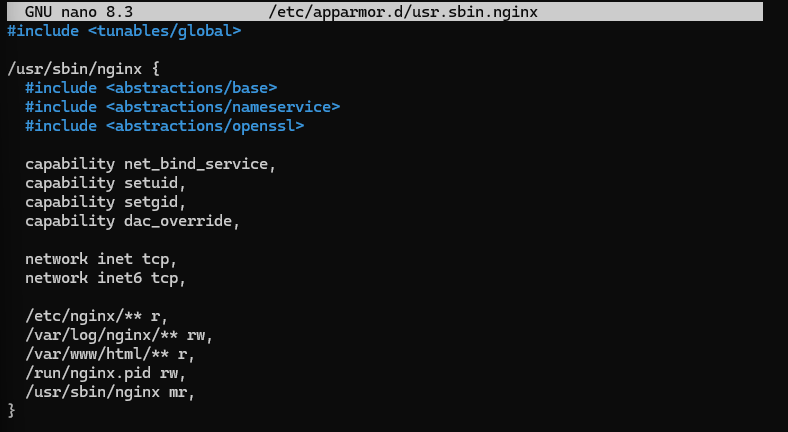 GNU nano 8.3 /etc/apparmor.d/usr.sbin.nginx
#include <tunables/global>
/usr/sbin/nginx {
#include <abstractions/base>
#include <abstractions/nameservice>
#include <abstractions/openssl>
capability net_bind_service,
capability setuid,
capability setgid,
capability dac_override,
network inet tcp,
network inet6 tcp,
/etc/nginx/** r,
/var/log/nginx/** rw,
/var/www/html/** r,
/run/nginx.pid rw,
/usr/sbin/nginx mr,
}